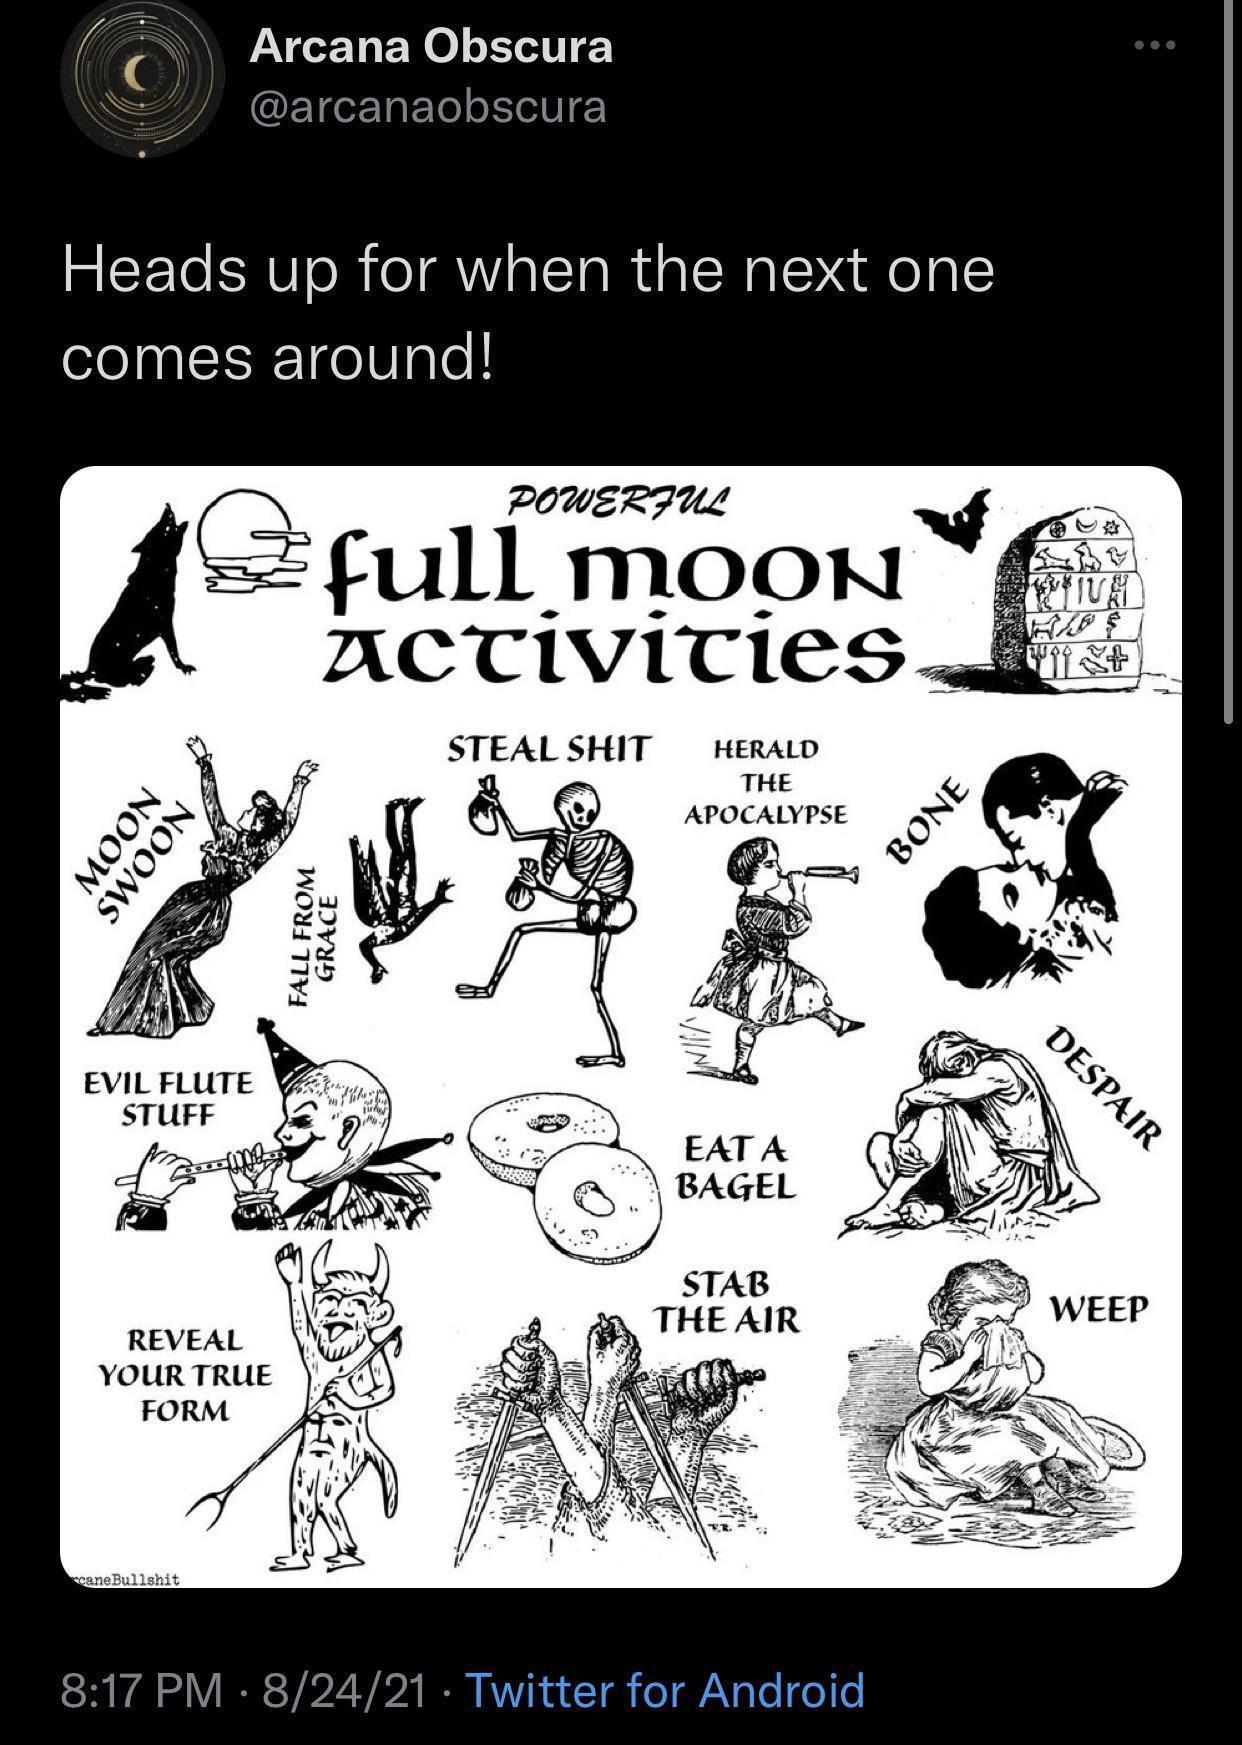 Arcana Obscura
@arcanaobscura
Heads up for when the next one
comes around!
POWERFUL
full moon
activities
MOON
SWOON
FALL FROM
GRACE
STEAL SHIT
HERALD
THE
APOCALYPSE
BONE
EVIL FLUTE
STUFF
EAT A
BAGEL
DESPAIR
REVEAL
YOUR TRUE
FORM
STAB
THE AIR
WEEP
caneBullshit
8:17 PM · 8/24/21 · Twitter for Android